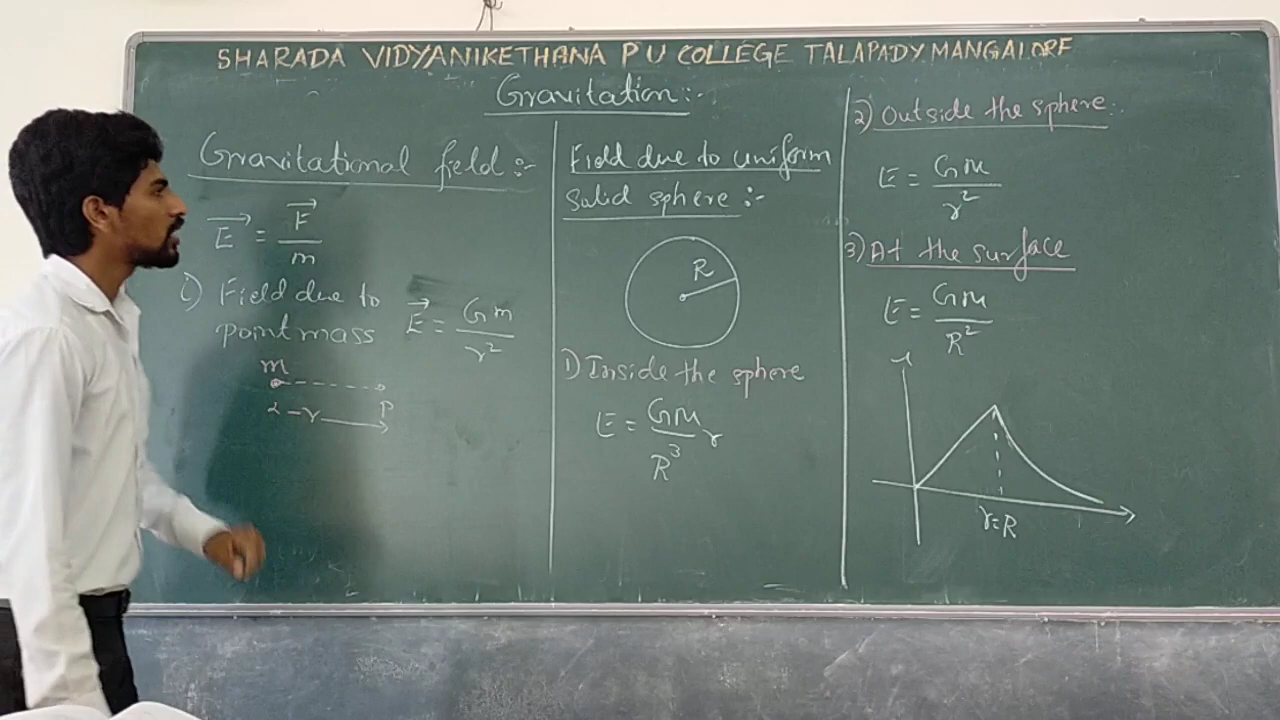 SHARADA VIDYANIKETHANA P U COLLEGE TALAPADY MANGALORE
Gravitation:-
Gravitational field:-
E = F/m
i) Field due to
point mass
E = Gm/r²
m
r
P
Field due to uniform
Solid sphere:-
R
1) Inside the sphere
E = GM/R³ r
2) Outside the sphere:
E = GM/r²
3) At the surface
E = GM/R²
r=R